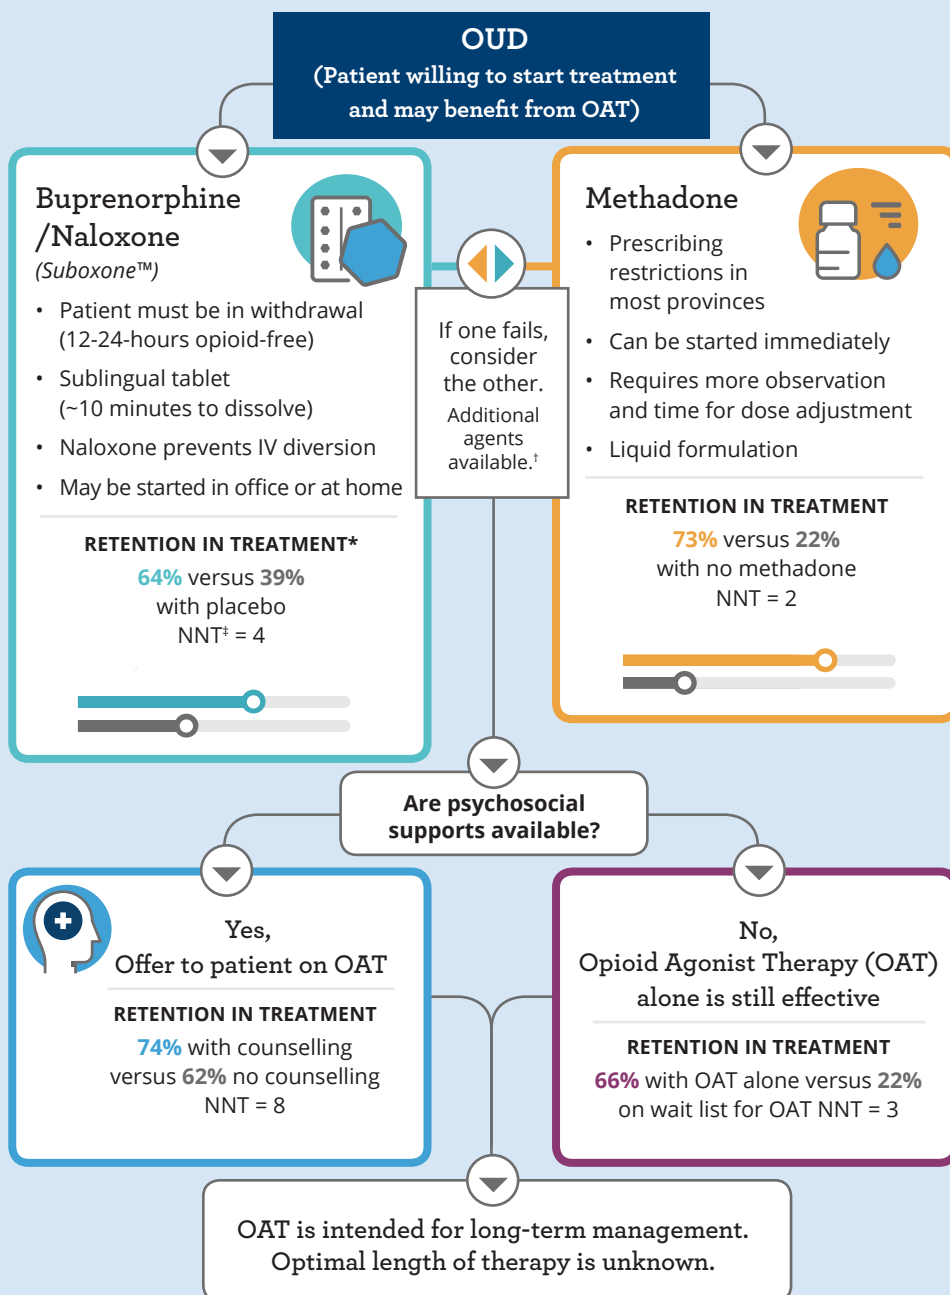 OUD
(Patient willing to start treatment
and may benefit from OAT)
Buprenorphine
/Naloxone
(Suboxone™)
• Patient must be in withdrawal
(12-24-hours opioid-free)
• Sublingual tablet
(~10 minutes to dissolve)
• Naloxone prevents IV diversion
• May be started in office or at home
RETENTION IN TREATMENT*
64% versus 39%
with placebo
NNT‡ = 4
If one fails,
consider
the other.
Additional
agents
available.†
Methadone
• Prescribing
restrictions in
most provinces
• Can be started immediately
• Requires more observation
and time for dose adjustment
• Liquid formulation
RETENTION IN TREATMENT
73% versus 22%
with no methadone
NNT = 2
Are psychosocial
supports available?
Yes,
Offer to patient on OAT
RETENTION IN TREATMENT
74% with counselling
versus 62% no counselling
NNT = 8
No,
Opioid Agonist Therapy (OAT)
alone is still effective
RETENTION IN TREATMENT
66% with OAT alone versus 22%
on wait list for OAT NNT = 3
OAT is intended for long-term management.
Optimal length of therapy is unknown.